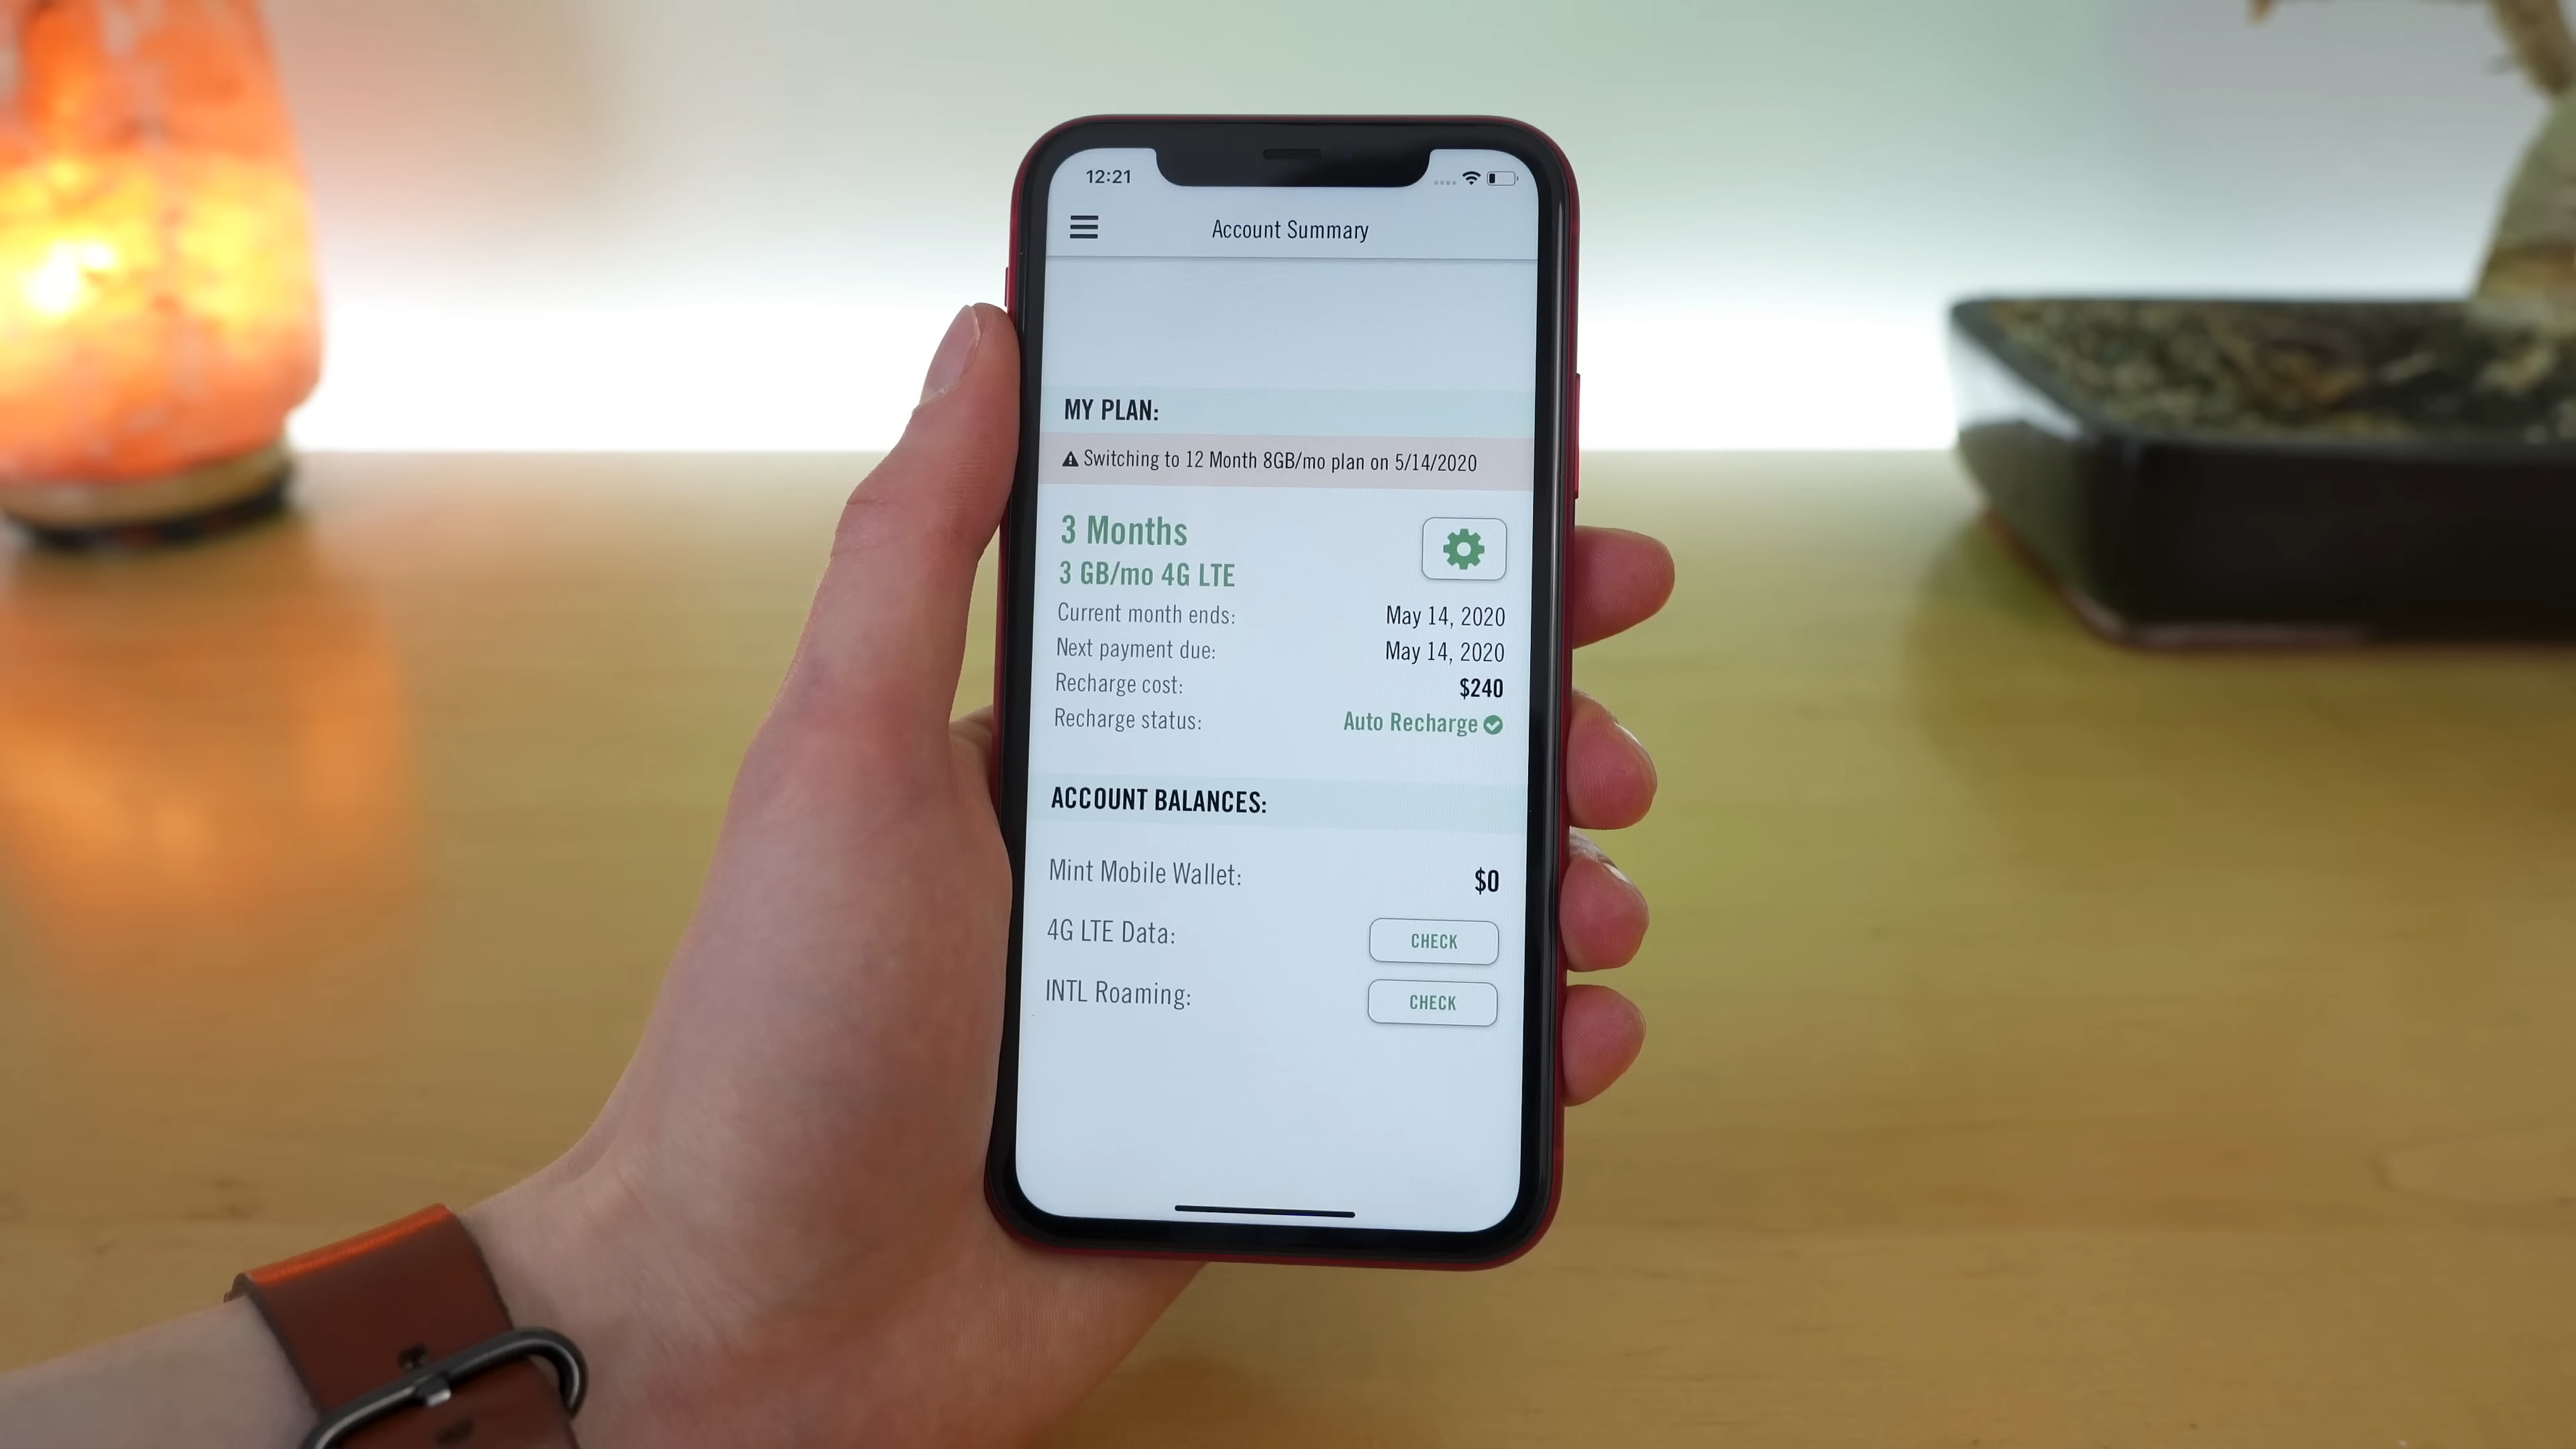 12:21
Account Summary
MY PLAN:
Switching to 12 Month 8GB/mo plan on 5/14/2020
3 Months
3 GB/mo 4G LTE
Current month ends: May 14, 2020
Next payment due: May 14, 2020
Recharge cost: $240
Recharge status: Auto Recharge
ACCOUNT BALANCES:
Mint Mobile Wallet: $0
4G LTE Data: CHECK
INTL Roaming: CHECK